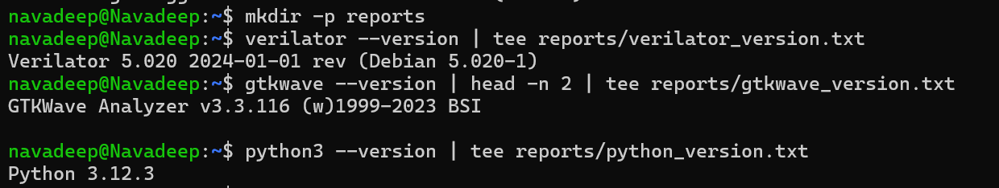 navadeep@Navadeep:~$ mkdir -p reports
navadeep@Navadeep:~$ verilator --version | tee reports/verilator_version.txt
Verilator 5.020 2024-01-01 rev (Debian 5.020-1)
navadeep@Navadeep:~$ gtkwave --version | head -n 2 | tee reports/gtkwave_version.txt
GTKWave Analyzer v3.3.116 (w)1999-2023 BSI
navadeep@Navadeep:~$ python3 --version | tee reports/python_version.txt
Python 3.12.3